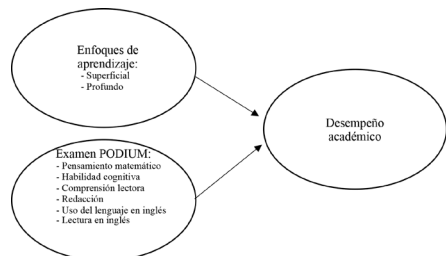 Enfoques de
aprendizaje:
- Superficial
- Profundo
Examen PODIUM:
- Pensamiento matemático
- Habilidad cognitiva
- Comprensión lectora
- Redacción
- Uso del lenguaje en inglés
- Lectura en inglés
Desempeño
académico